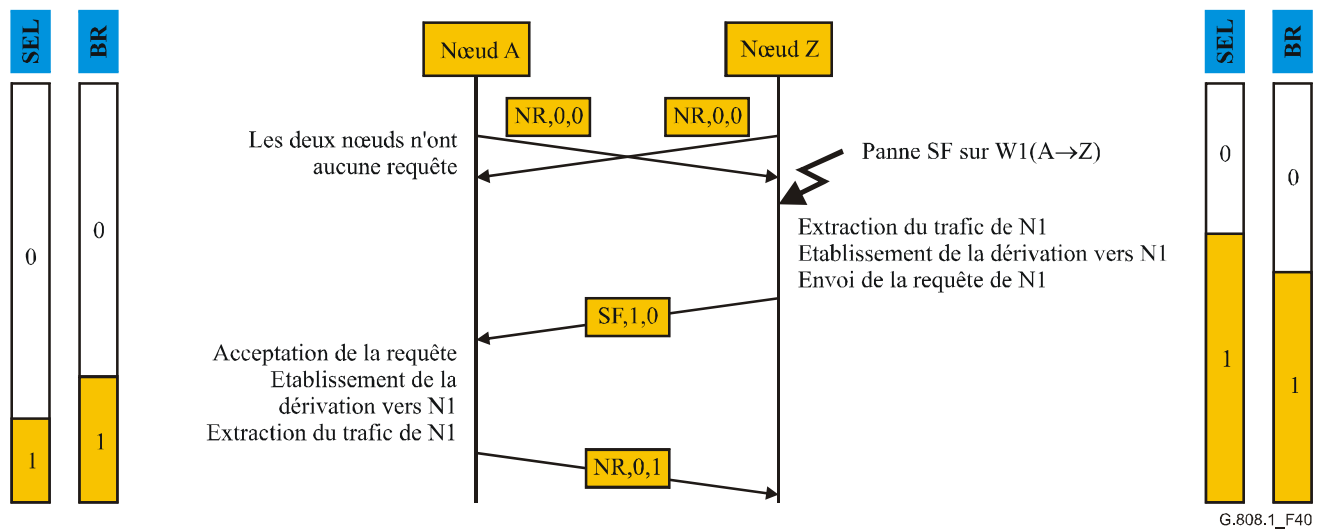 SEL
BR
Nœud A
Nœud Z
SEL
BR
NR,0,0
NR,0,0
Les deux nœuds n'ont
aucune requête
Panne SF sur W1(A→Z)
0
0
0
0
Extraction du trafic de N1
Etablissement de la dérivation vers N1
Envoi de la requête de N1
SF,1,0
Acceptation de la requête
Etablissement de la
dérivation vers N1
Extraction du trafic de N1
1
1
1
1
NR,0,1
G.808.1_F40